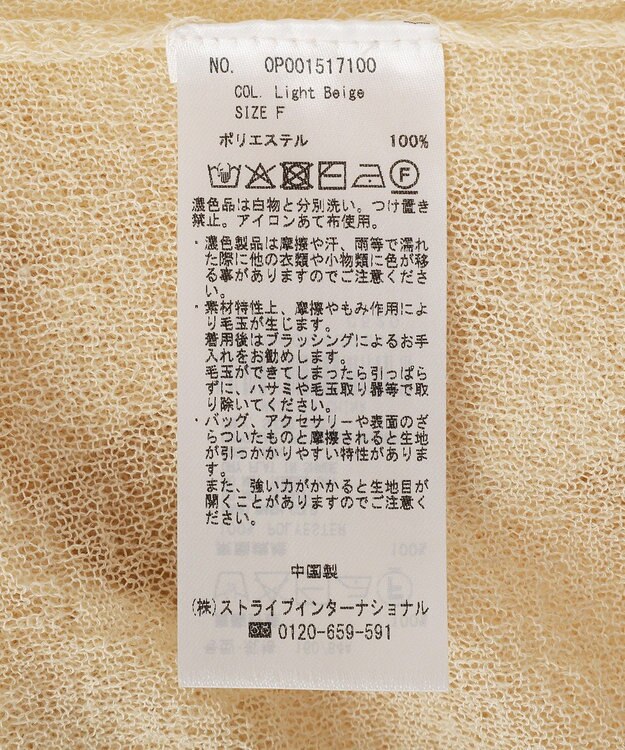 NO. OP001517100
COL. Light Beige
SIZE F
ポリエステル 100%
F
濃色品は白物と分別洗い。つけ置き
禁止。アイロンあて布使用。
・濃色製品は摩擦や汗、雨等で濡れ
た際に他の衣類や小物類に色が移
る事がありますのでご注意くださ
い。
・素材特性上、摩擦やもみ作用によ
り毛玉が生じます。
着用後はブラッシングによるお手
入れをお勧めします。
毛玉ができてしまったら引っぱら
ずに、ハサミや毛玉取り器等で取
り除いてください。
・バッグ、アクセサリーや表面のざ
らついたものと摩擦されると生地
が引っかかりやすい特性がありま
す。
また、強い力がかかると生地目が
開くことがありますのでご注意く
ださい。
中国製
(株)ストライプインターナショナル
0120-659-591